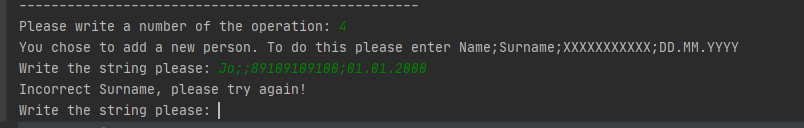 --------------------------------------------------
Please write a number of the operation: 4
You chose to add a new person. To do this please enter Name;Surname;XXXXXXXXXXX;DD.MM.YYYY
Write the string please: Jo;;89109109100;01.01.2000
Incorrect Surname, please try again!
Write the string please: